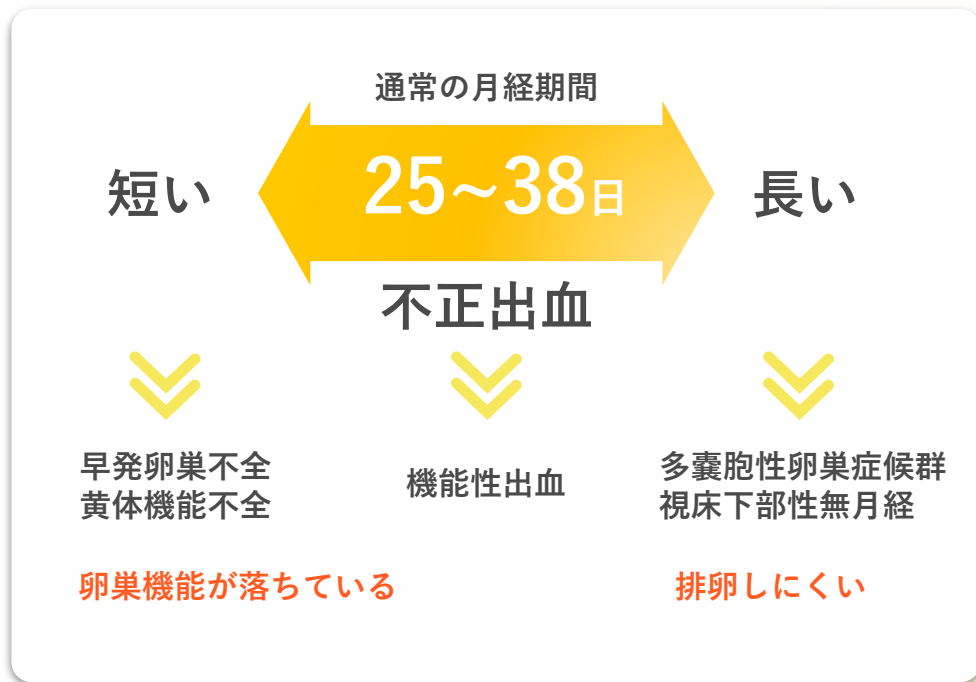 通常の月経期間
短い
25~38日
長い
不正出血
早発卵巣不全
黄体機能不全
機能性出血
多嚢胞性卵巣症候群
視床下部性無月経
卵巣機能が落ちている
排卵しにくい